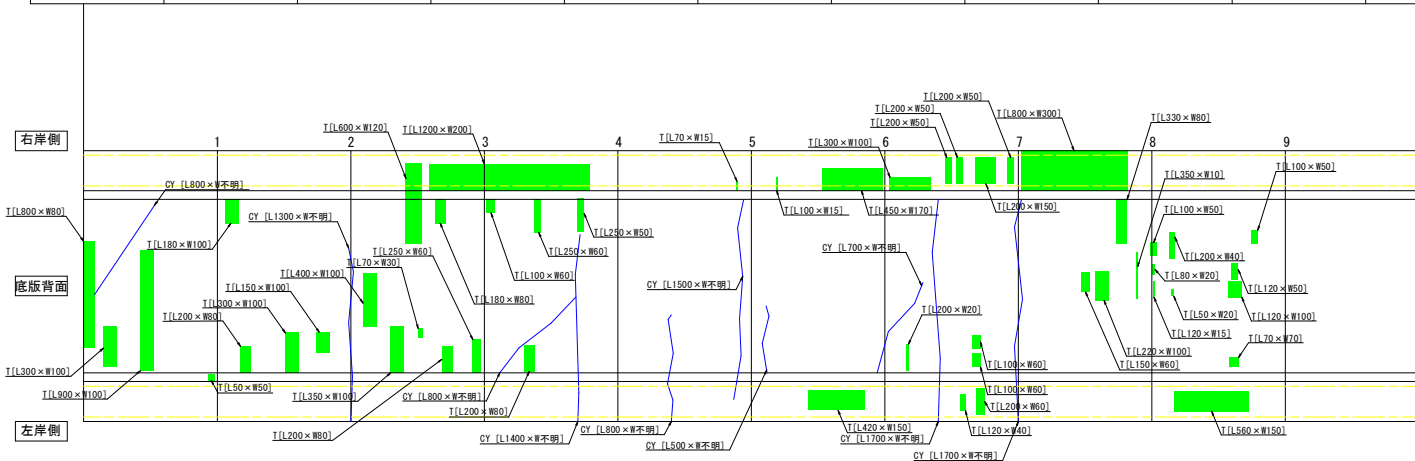 T[L200×W50]
T[L200×W50]
T[L800×W300]
T[L330×W80]
T[L600×W120]
T[L1200×W200]
T[L200×W50]
T[L70×W15]
T[L300×W100]
右岸側
1
2
3
4
5
6
7
8
9
T[L350×W10]
T[L100×W50]
CY [L800×W不明]
T[L100×W15]
T[L450×W170]
T[L200×W150]
T[L100×W50]
T[L800×W80]
CY [L1300×W不明]
T[L250×W50]
T[L180×W100]
T[L250×W60]
T[L250×W60]
T[L200×W40]
T[L70×W30]
T[L400×W100]
T[L100×W60]
CY [L700×W不明]
T[L80×W20]
底版背面
T[L150×W100]
CY [L1500×W不明]
T[L120×W50]
T[L300×W100]
T[L180×W80]
T[L200×W80]
T[L200×W20]
T[L50×W20]
T[L120×W100]
T[L120×W15]
T[L70×W70]
T[L220×W100]
T[L300×W100]
T[L100×W60]
T[L150×W60]
T[L900×W100]
T[L50×W50]
T[L350×W100]
CY [L800×W不明]
T[L100×W60]
T[L200×W80]
T[L200×W60]
左岸側
T[L200×W80]
CY [L1400×W不明]
CY [L800×W不明]
CY [L500×W不明]
T[L420×W150]
CY [L1700×W不明]
T[L120×W40]
T[L560×W150]
CY [L1700×W不明]